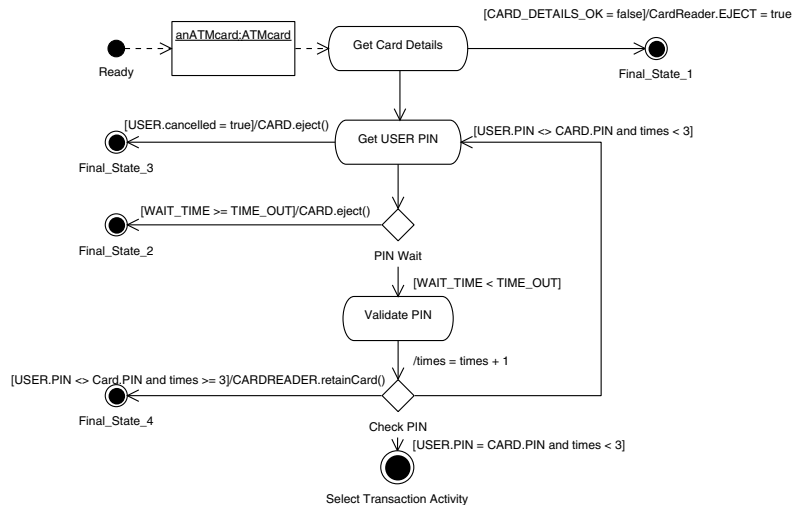 [CARD_DETAILS_OK = false]/CardReader.EJECT = true
anATMcard:ATMcard
Get Card Details
Ready
Final_State_1
[USER.cancelled = true]/CARD.eject()
Get USER PIN
[USER.PIN <> CARD.PIN and times < 3]
Final_State_3
[WAIT_TIME >= TIME_OUT]/CARD.eject()
Final_State_2
PIN Wait
[WAIT_TIME < TIME_OUT]
Validate PIN
/times = times + 1
[USER.PIN <> Card.PIN and times >= 3]/CARDREADER.retainCard()
Final_State_4
Check PIN
[USER.PIN = CARD.PIN and times < 3]
Select Transaction Activity